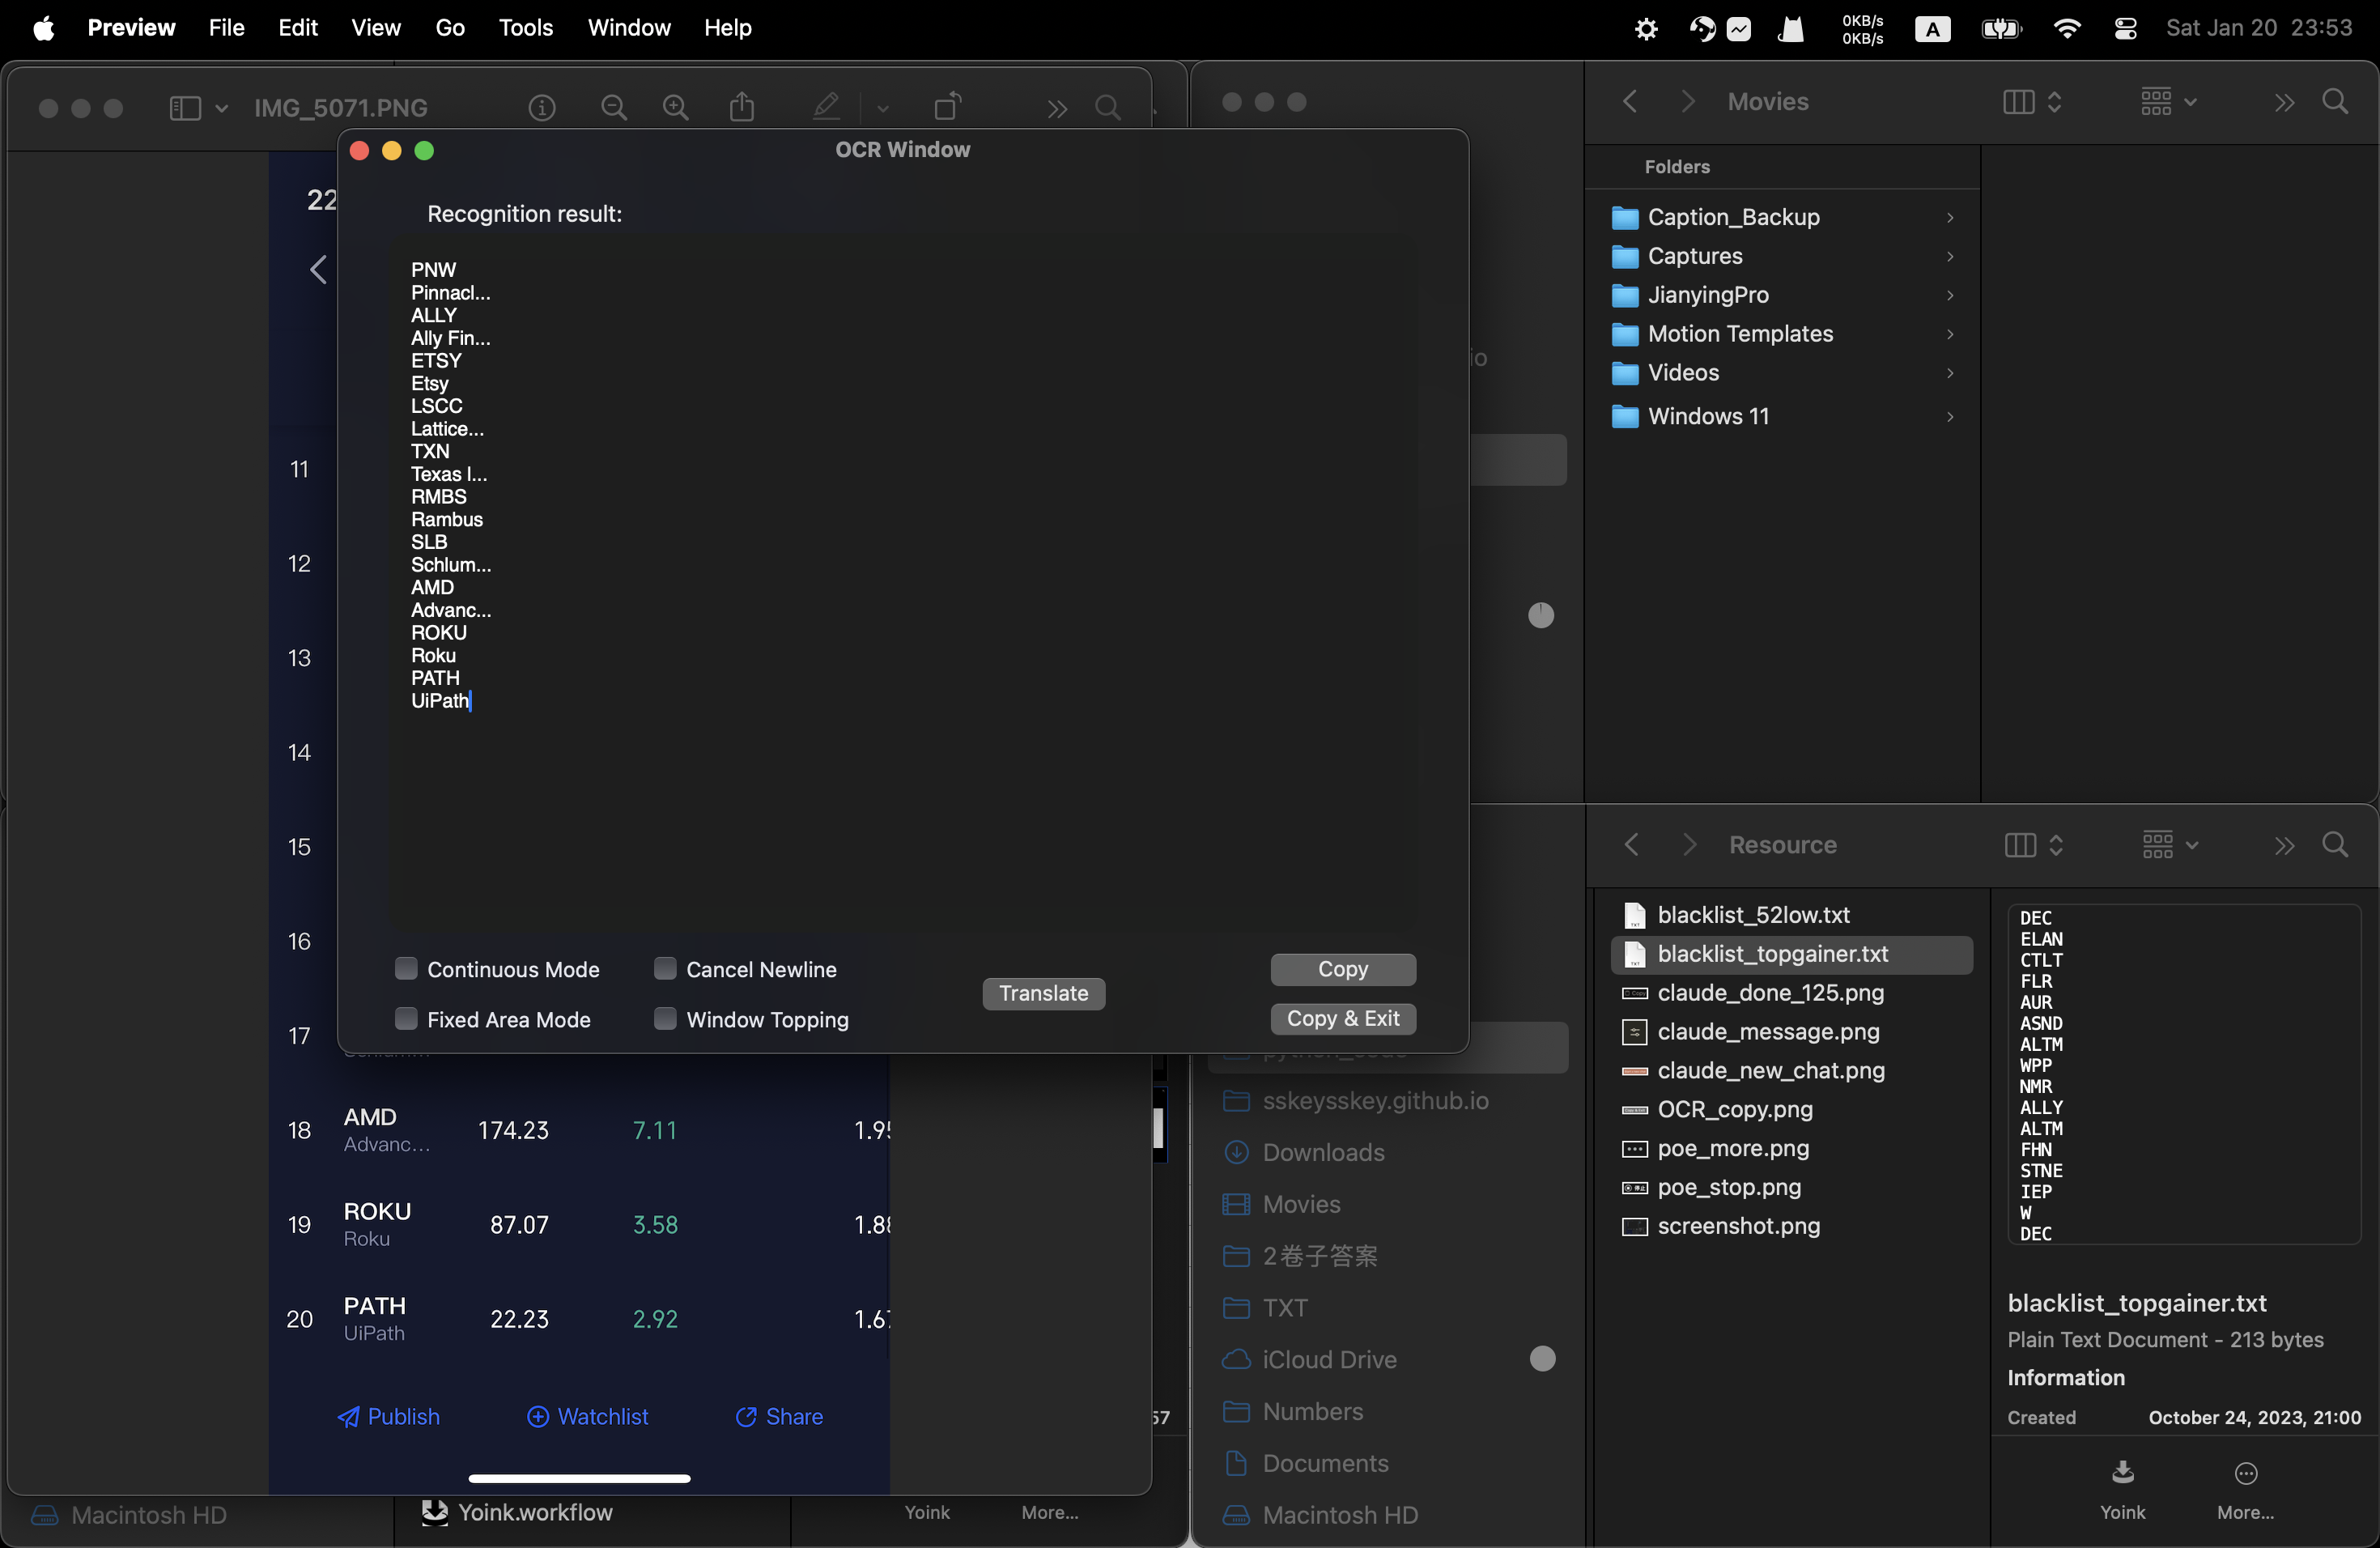 Preview File Edit View Go Tools Window Help
0KB/s
0KB/s
A
Sat Jan 20 23:53
IMG_5071.PNG
22
11
12
13
14
15
16
17
18 AMD 174.23 7.11
Advanc...
19 ROKU 87.07 3.58
Roku
20 PATH 22.23 2.92
UiPath
Publish Watchlist Share
OCR Window
Recognition result:
PNW
Pinnacl...
ALLY
Ally Fin...
ETSY
Etsy
LSCC
Lattice...
TXN
Texas I...
RMBS
Rambus
SLB
Schlum...
AMD
Advanc...
ROKU
Roku
PATH
UiPath
Continuous Mode Cancel Newline
Fixed Area Mode Window Topping
Translate
Copy
Copy & Exit
Macintosh HD
Yoink.workflow
Yoink More...
57
io
Movies
Folders
Caption_Backup
Captures
JianyingPro
Motion Templates
Videos
Windows 11
sskeysskey.github.io
Downloads
Movies
2卷子答案
TXT
iCloud Drive
Numbers
Documents
Macintosh HD
Resource
blacklist_52low.txt
blacklist_topgainer.txt
claude_done_125.png
claude_message.png
claude_new_chat.png
OCR_copy.png
poe_more.png
poe_stop.png
screenshot.png
DEC
ELAN
CTLT
FLR
AUR
ASND
ALTM
WPP
NMR
ALLY
ALTM
FHN
STNE
IEP
W
DEC
blacklist_topgainer.txt
Plain Text Document - 213 bytes
Information
Created October 24, 2023, 21:00
Yoink More...